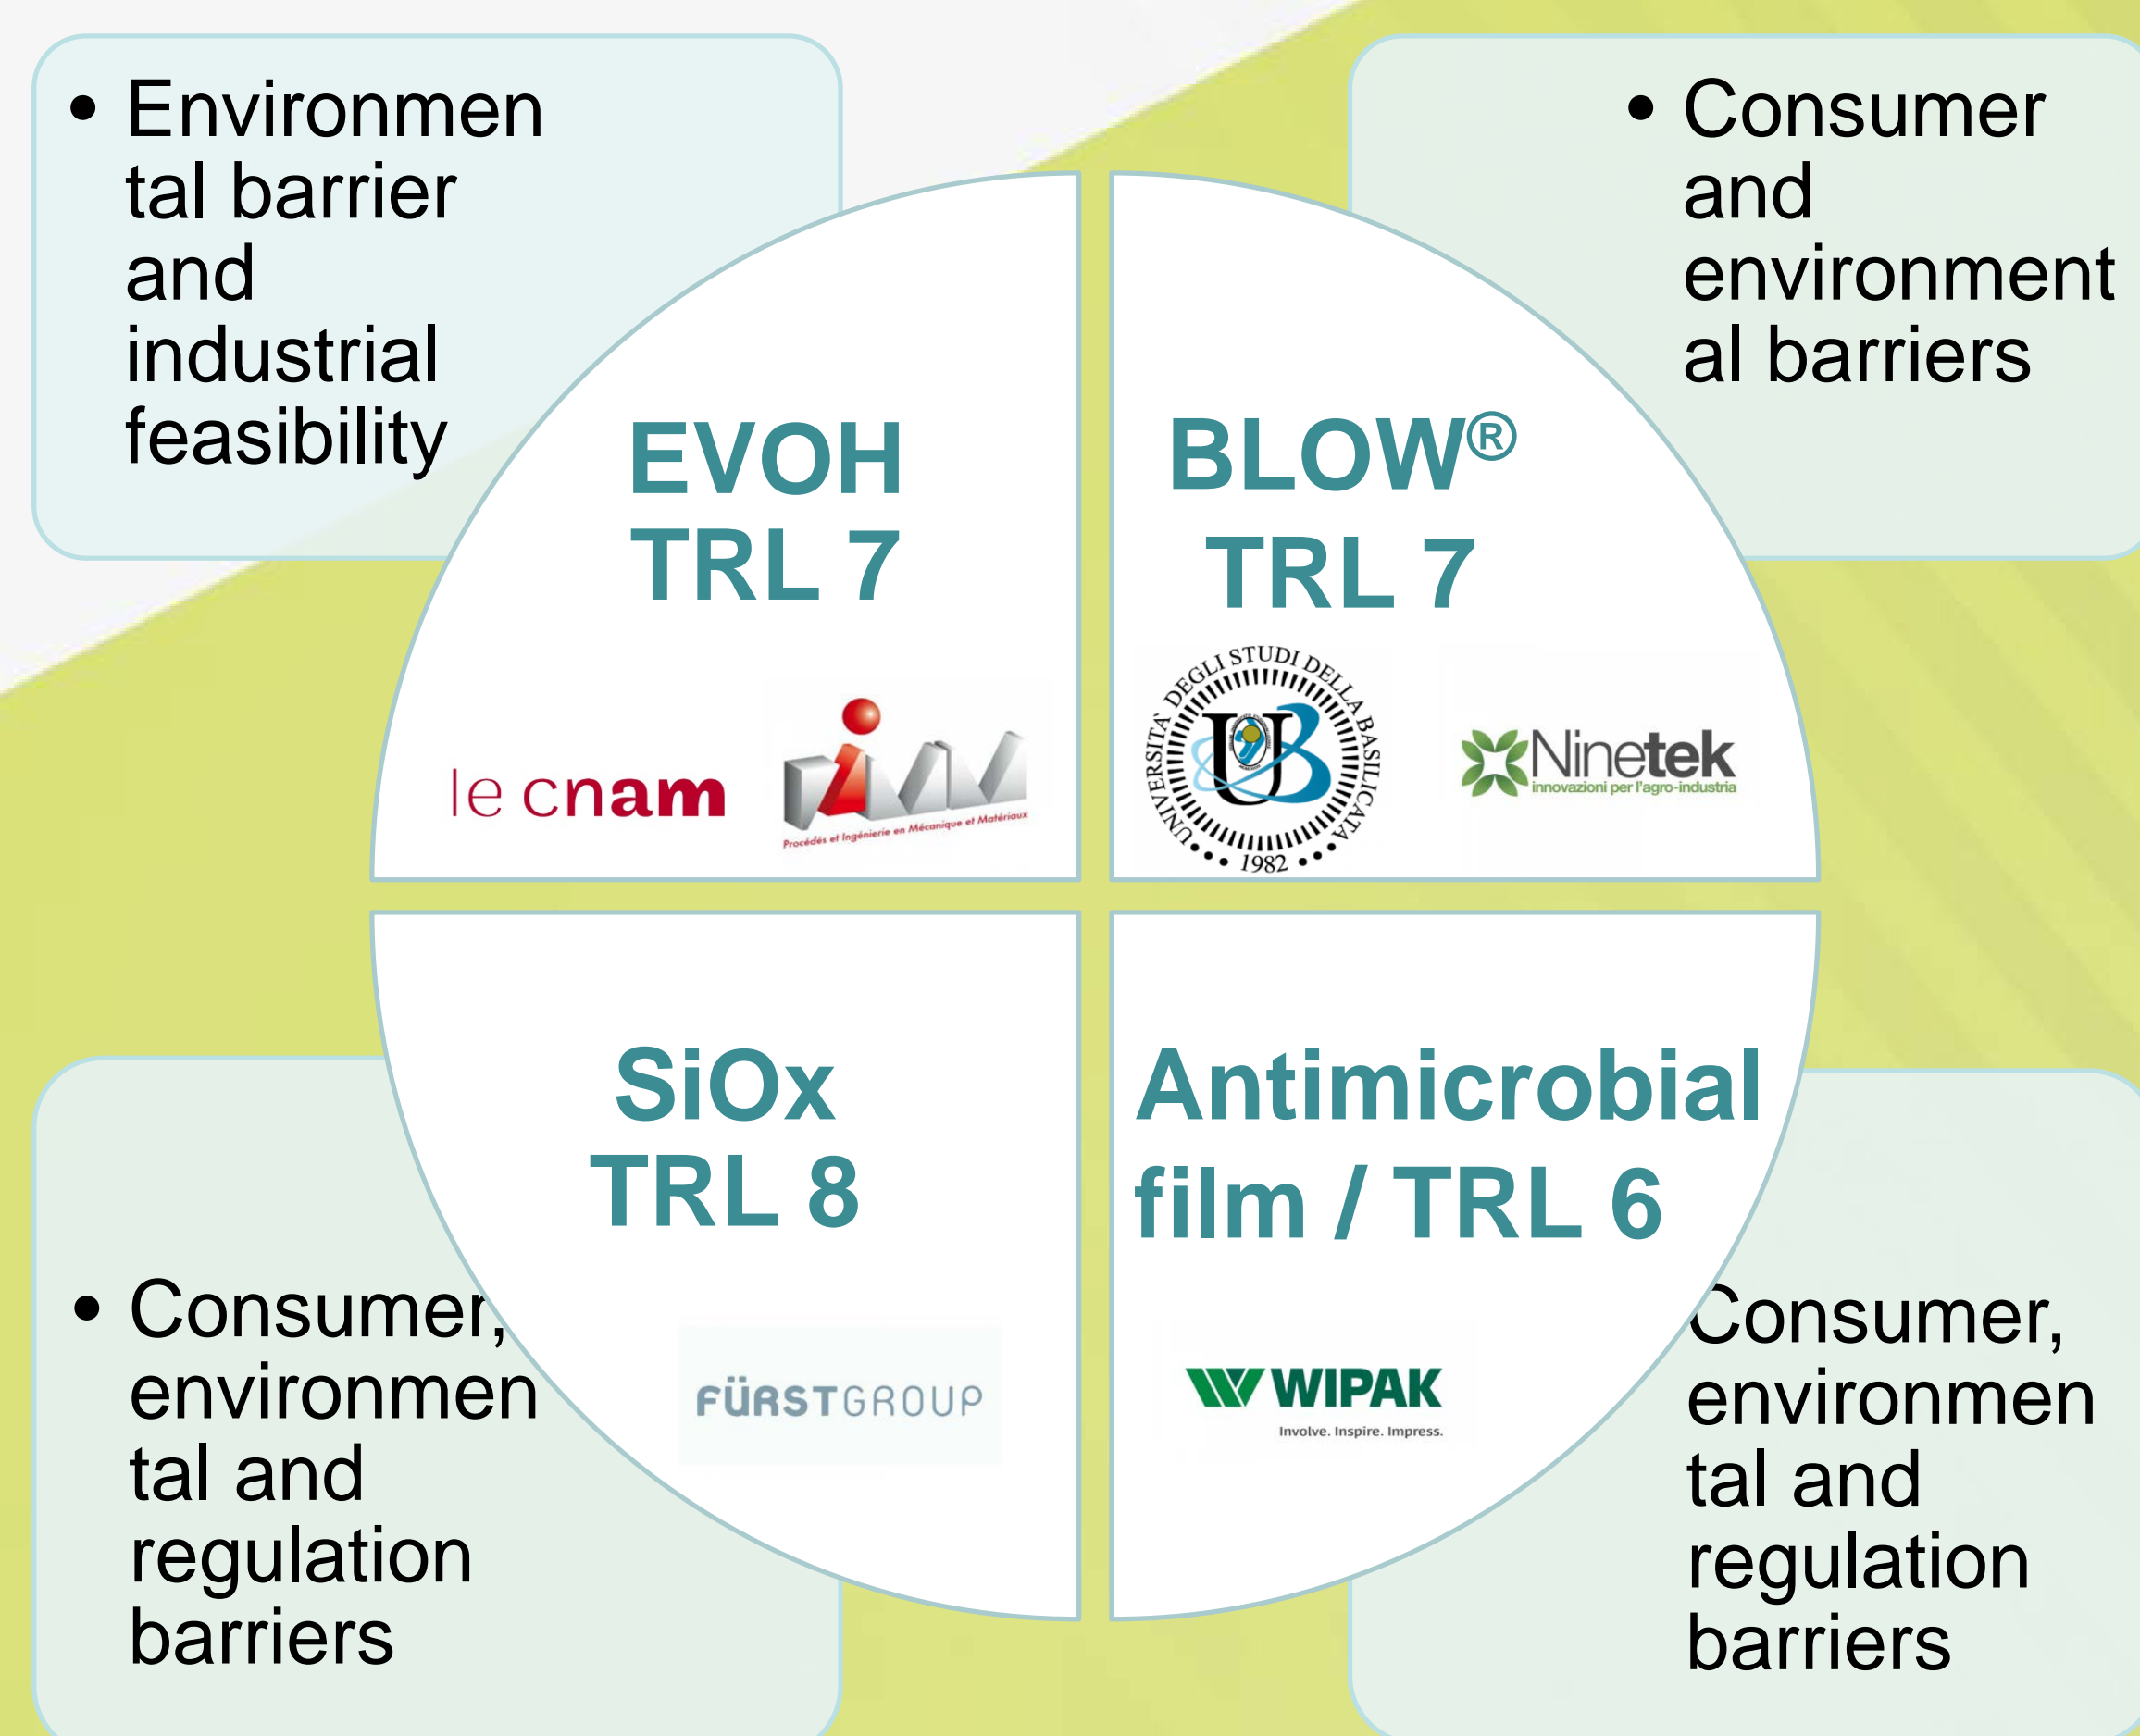 • Environmen
tal barrier
and
industrial
feasibility
• Consumer
and
environment
al barriers
EVOH
TRL 7
le cnam
PIMM
Procédés et Ingénierie en Mécanique et Matériaux
BLOW®
TRL 7
UNIVERSITA' DEGLI STUDI DELLA BASILICATA
UB
1982
Ninetek
innovazioni per l'agro-industria
SiOx
TRL 8
FÜRSTGROUP
Antimicrobial
film / TRL 6
WIPAK
Involve. Inspire. Impress.
• Consumer,
environmen
tal and
regulation
barriers
Consumer,
environmen
tal and
regulation
barriers